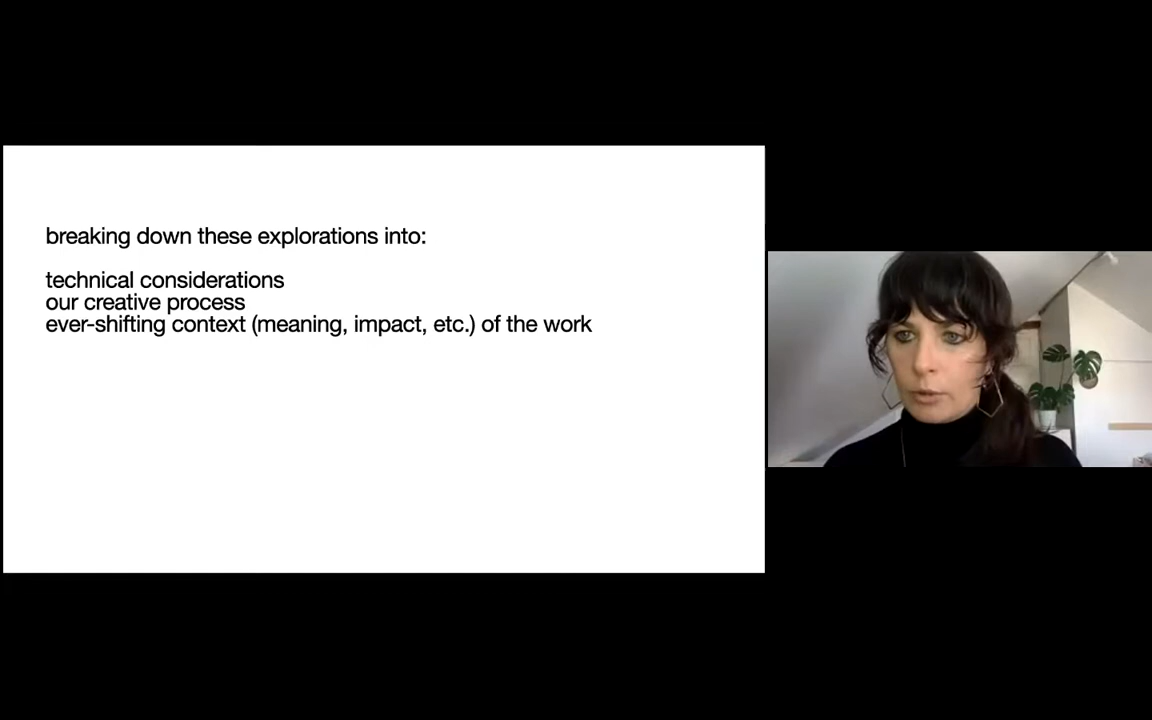 breaking down these explorations into:
technical considerations
our creative process
ever-shifting context (meaning, impact, etc.) of the work